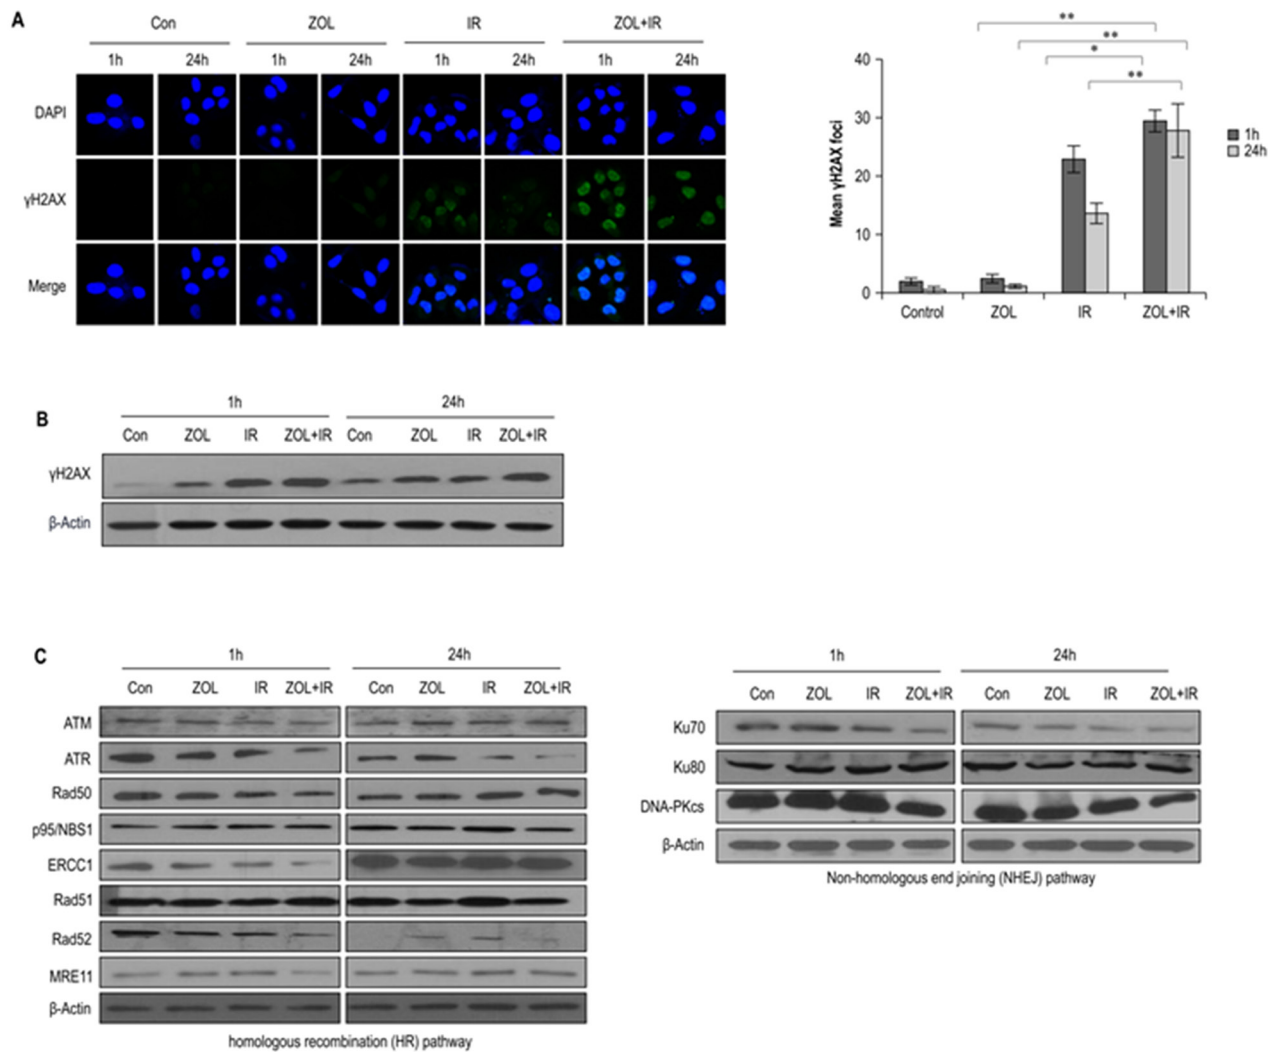 A
Con ZOL IR ZOL+IR
1h 24h 1h 24h 1h 24h 1h 24h
DAPI
γH2AX
Merge
** 
**
*
**
Mean γH2AX foci
40
30
20
10
0
Control ZOL IR ZOL+IR
1h
24h
B
1h 24h
Con ZOL IR ZOL+IR Con ZOL IR ZOL+IR
γH2AX
β-Actin
C
1h 24h
Con ZOL IR ZOL+IR Con ZOL IR ZOL+IR
ATM
ATR
Rad50
p95/NBS1
ERCC1
Rad51
Rad52
MRE11
β-Actin
homologous recombination (HR) pathway
1h 24h
Con ZOL IR ZOL+IR Con ZOL IR ZOL+IR
Ku70
Ku80
DNA-PKcs
β-Actin
Non-homologous end joining (NHEJ) pathway